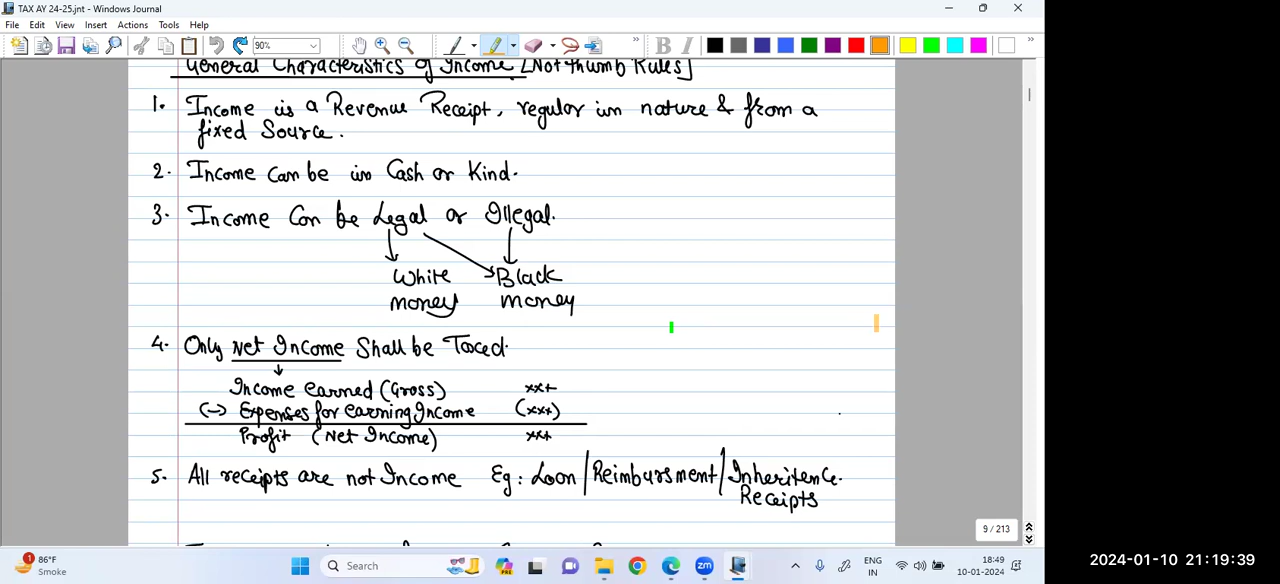 TAX AY 24-25.jnt - Windows Journal
File Edit View Insert Actions Tools Help
90%
General Characteristics of Income [Not thumb Rules]
1. Income is a Revenue Receipt, regular in nature & from a
fixed Source.
2. Income can be in Cash or Kind.
3. Income Can be Legal or Illegal.
White Black
money money
4. Only Net Income Shall be Taxed.
Income earned (Gross) xxx
(-) Expenses for earning Income (xxx)
Profit (Net Income) xxx
5. All receipts are not Income Eg: Loan/Reimbursment/Inheritence
Receipts
9 / 213
1 86°F
Smoke
Search
ENG
IN
18:49
10-01-2024
2024-01-10 21:19:39